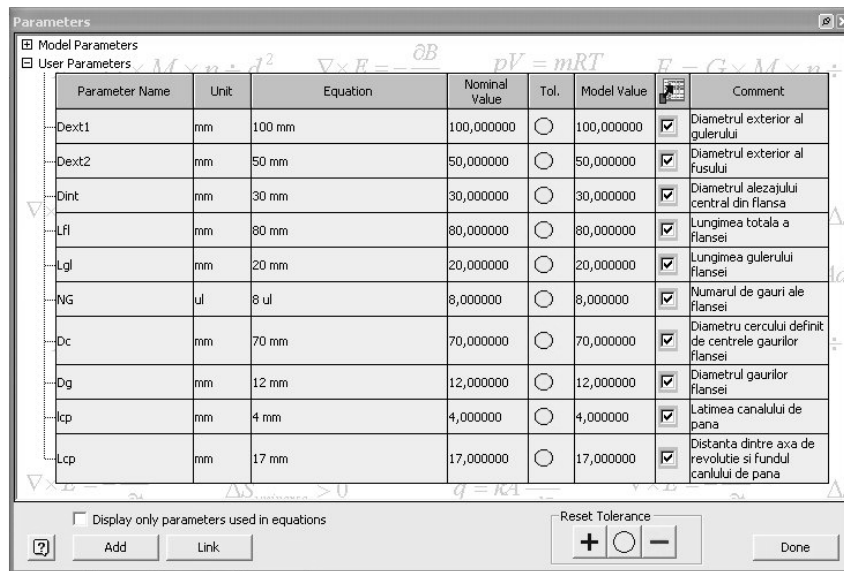 Parameters
Model Parameters
User Parameters
Parameter Name Unit Equation Nominal Value Tol. Model Value Comment
Dext1 mm 100 mm 100,000000 100,000000 Diametrul exterior al gulerului
Dext2 mm 50 mm 50,000000 50,000000 Diametrul exterior al fusului
Dint mm 30 mm 30,000000 30,000000 Diametrul alezajului central din flansa
Lfl mm 80 mm 80,000000 80,000000 Lungimea totala a flansei
Lgl mm 20 mm 20,000000 20,000000 Lungimea gulerului flansei
NG ul 8 ul 8,000000 8,000000 Numarul de gauri ale flansei
Dc mm 70 mm 70,000000 70,000000 Diametru cercului definit de centrele gaurilor flansei
Dg mm 12 mm 12,000000 12,000000 Diametrul gaurilor flansei
lcp mm 4 mm 4,000000 4,000000 Latimea canalului de pana
Lcp mm 17 mm 17,000000 17,000000 Distanta dintre axa de revolutie si fundul canlului de pana
Display only parameters used in equations
Reset Tolerance
Add Link + − Done